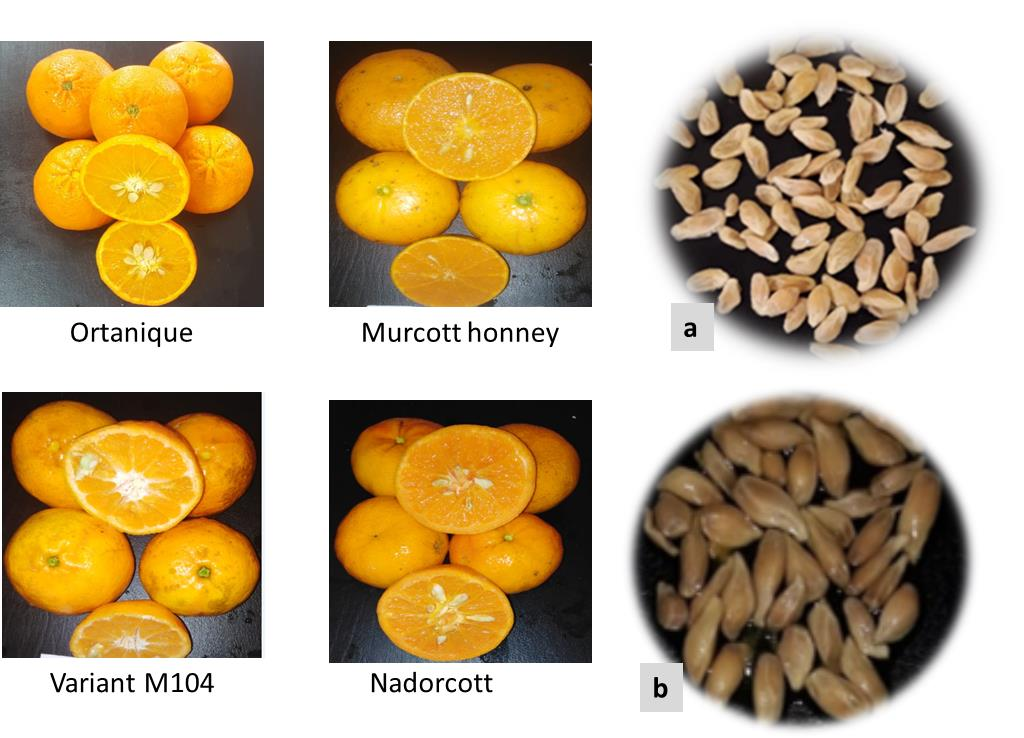 Ortanique
Murcott honney
a
Variant M104
Nadorcott
b